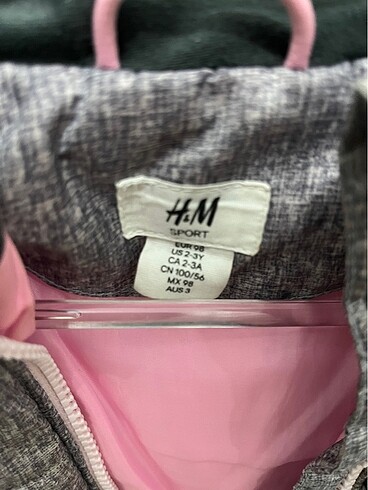 H&M
SPORT
EUR 98
US 2-3Y
CA 2-3A
CN 100/56
MX 98
AUS 3